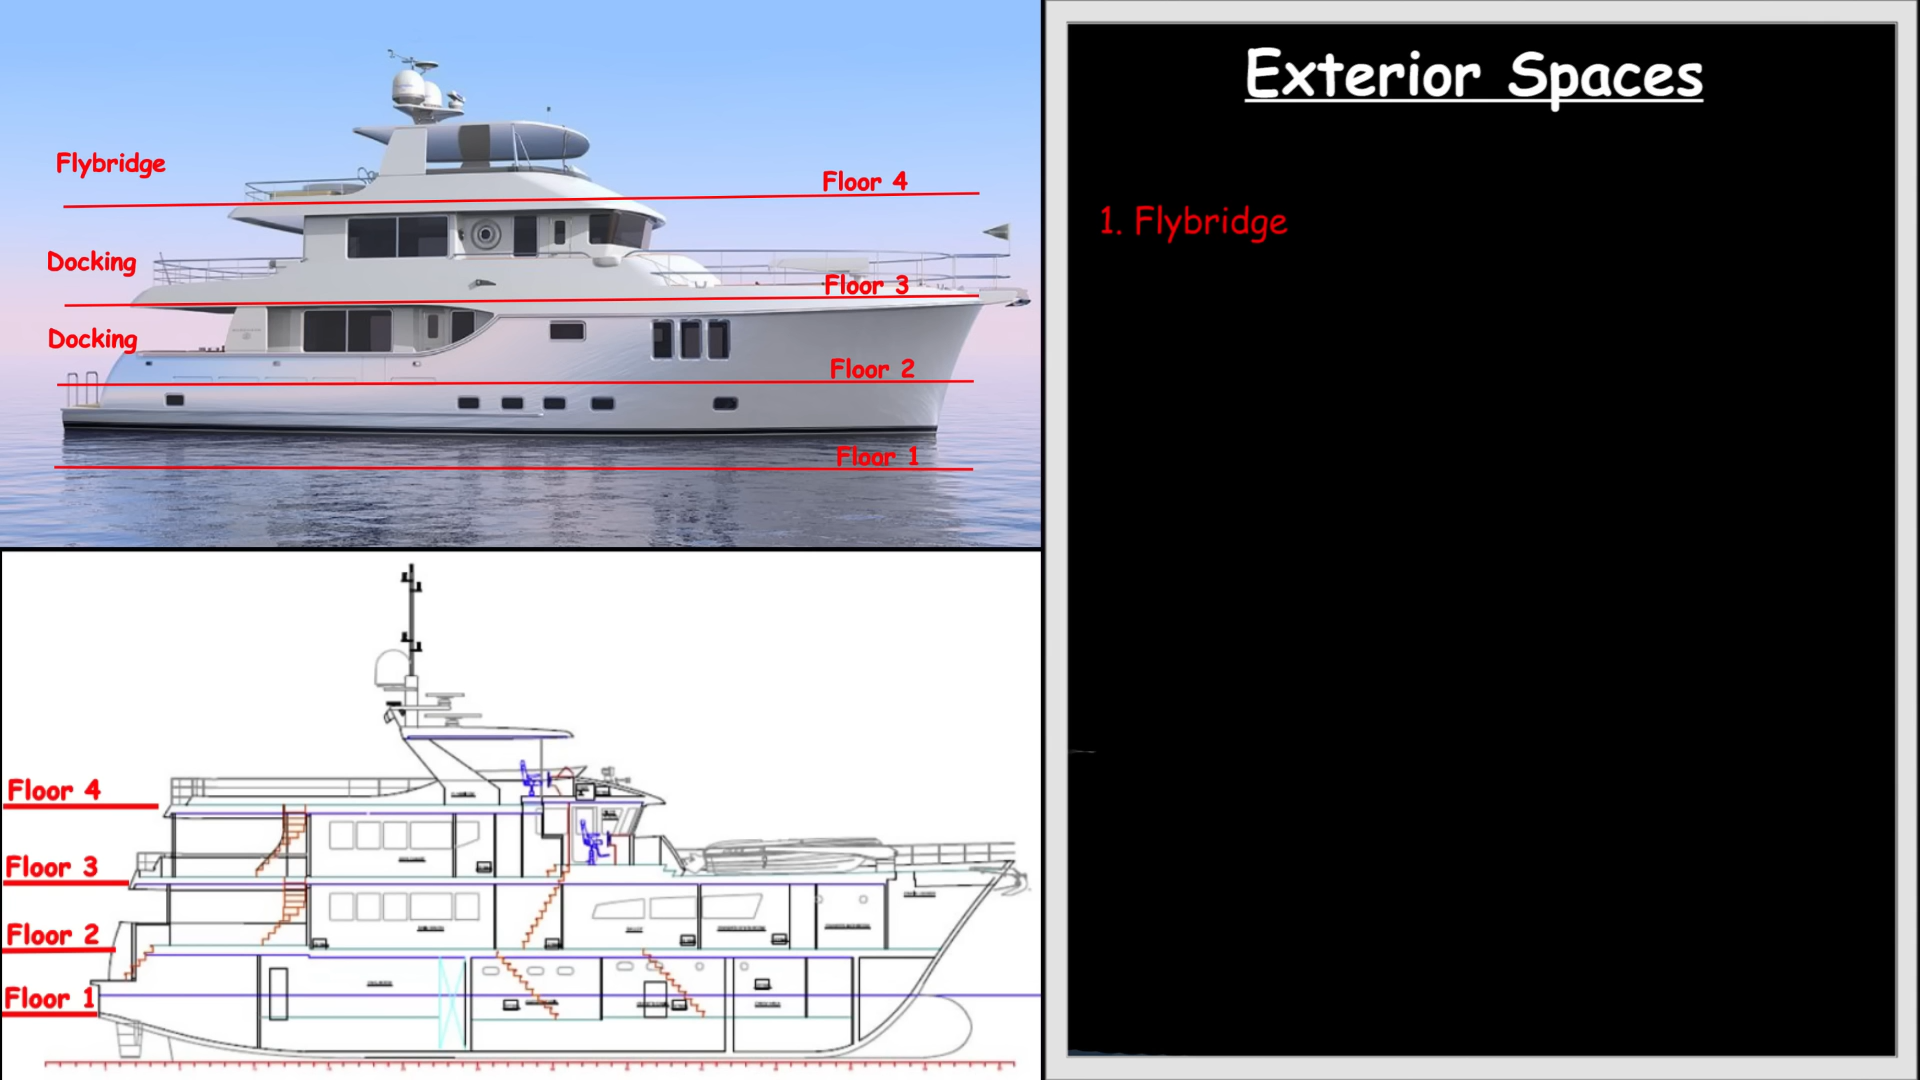 Exterior Spaces
1. Flybridge
Flybridge
Floor 4
Docking
Floor 3
Docking
Floor 2
Floor 1
Floor 4
Floor 3
Floor 2
Floor 1